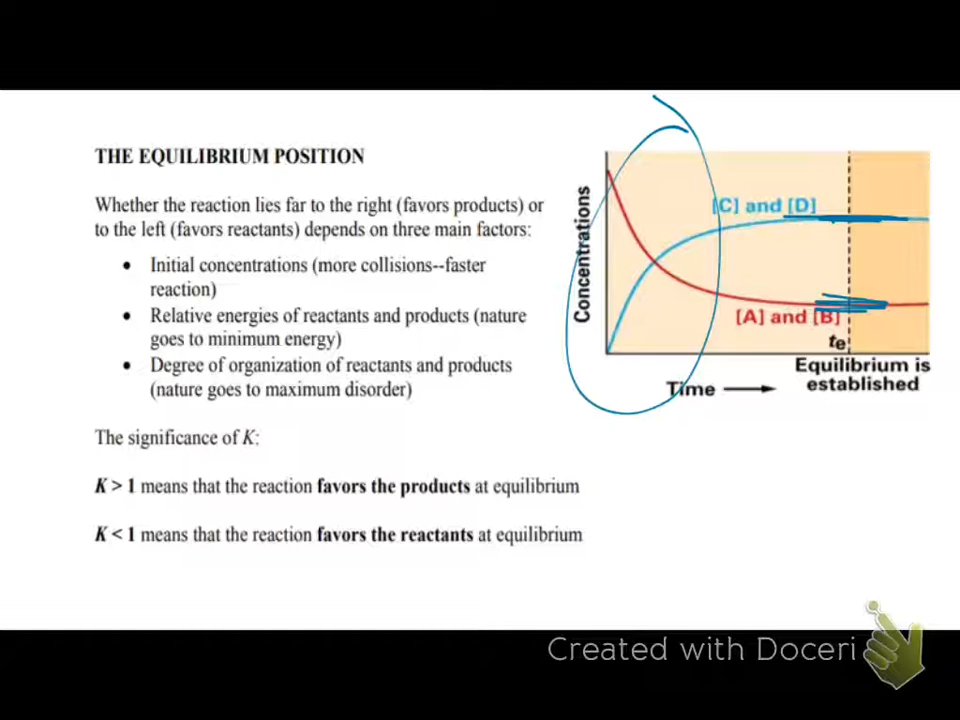 THE EQUILIBRIUM POSITION
Whether the reaction lies far to the right (favors products) or
to the left (favors reactants) depends on three main factors:
• Initial concentrations (more collisions--faster
reaction)
• Relative energies of reactants and products (nature
goes to minimum energy)
• Degree of organization of reactants and products
(nature goes to maximum disorder)
The significance of K:
K > 1 means that the reaction favors the products at equilibrium
K < 1 means that the reaction favors the reactants at equilibrium
Concentrations
[C] and [D]
[A] and [B]
te
Time
Equilibrium is
established
Created with Doceri